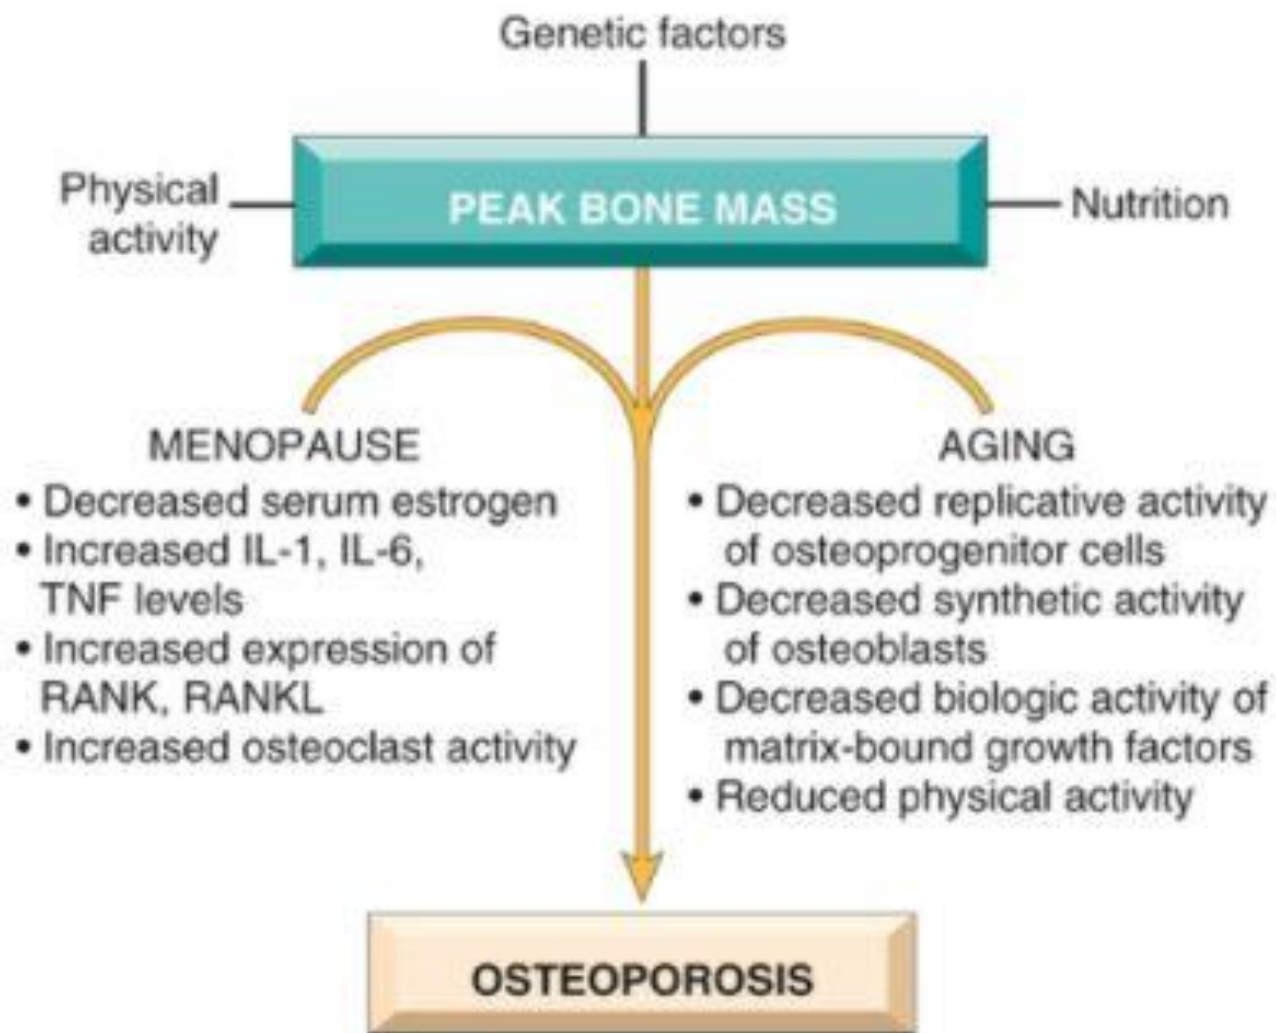 Genetic factors
Physical
activity
PEAK BONE MASS
Nutrition
MENOPAUSE
• Decreased serum estrogen
• Increased IL-1, IL-6,
TNF levels
• Increased expression of
RANK, RANKL
• Increased osteoclast activity
AGING
• Decreased replicative activity
of osteoprogenitor cells
• Decreased synthetic activity
of osteoblasts
• Decreased biologic activity of
matrix-bound growth factors
• Reduced physical activity
OSTEOPOROSIS